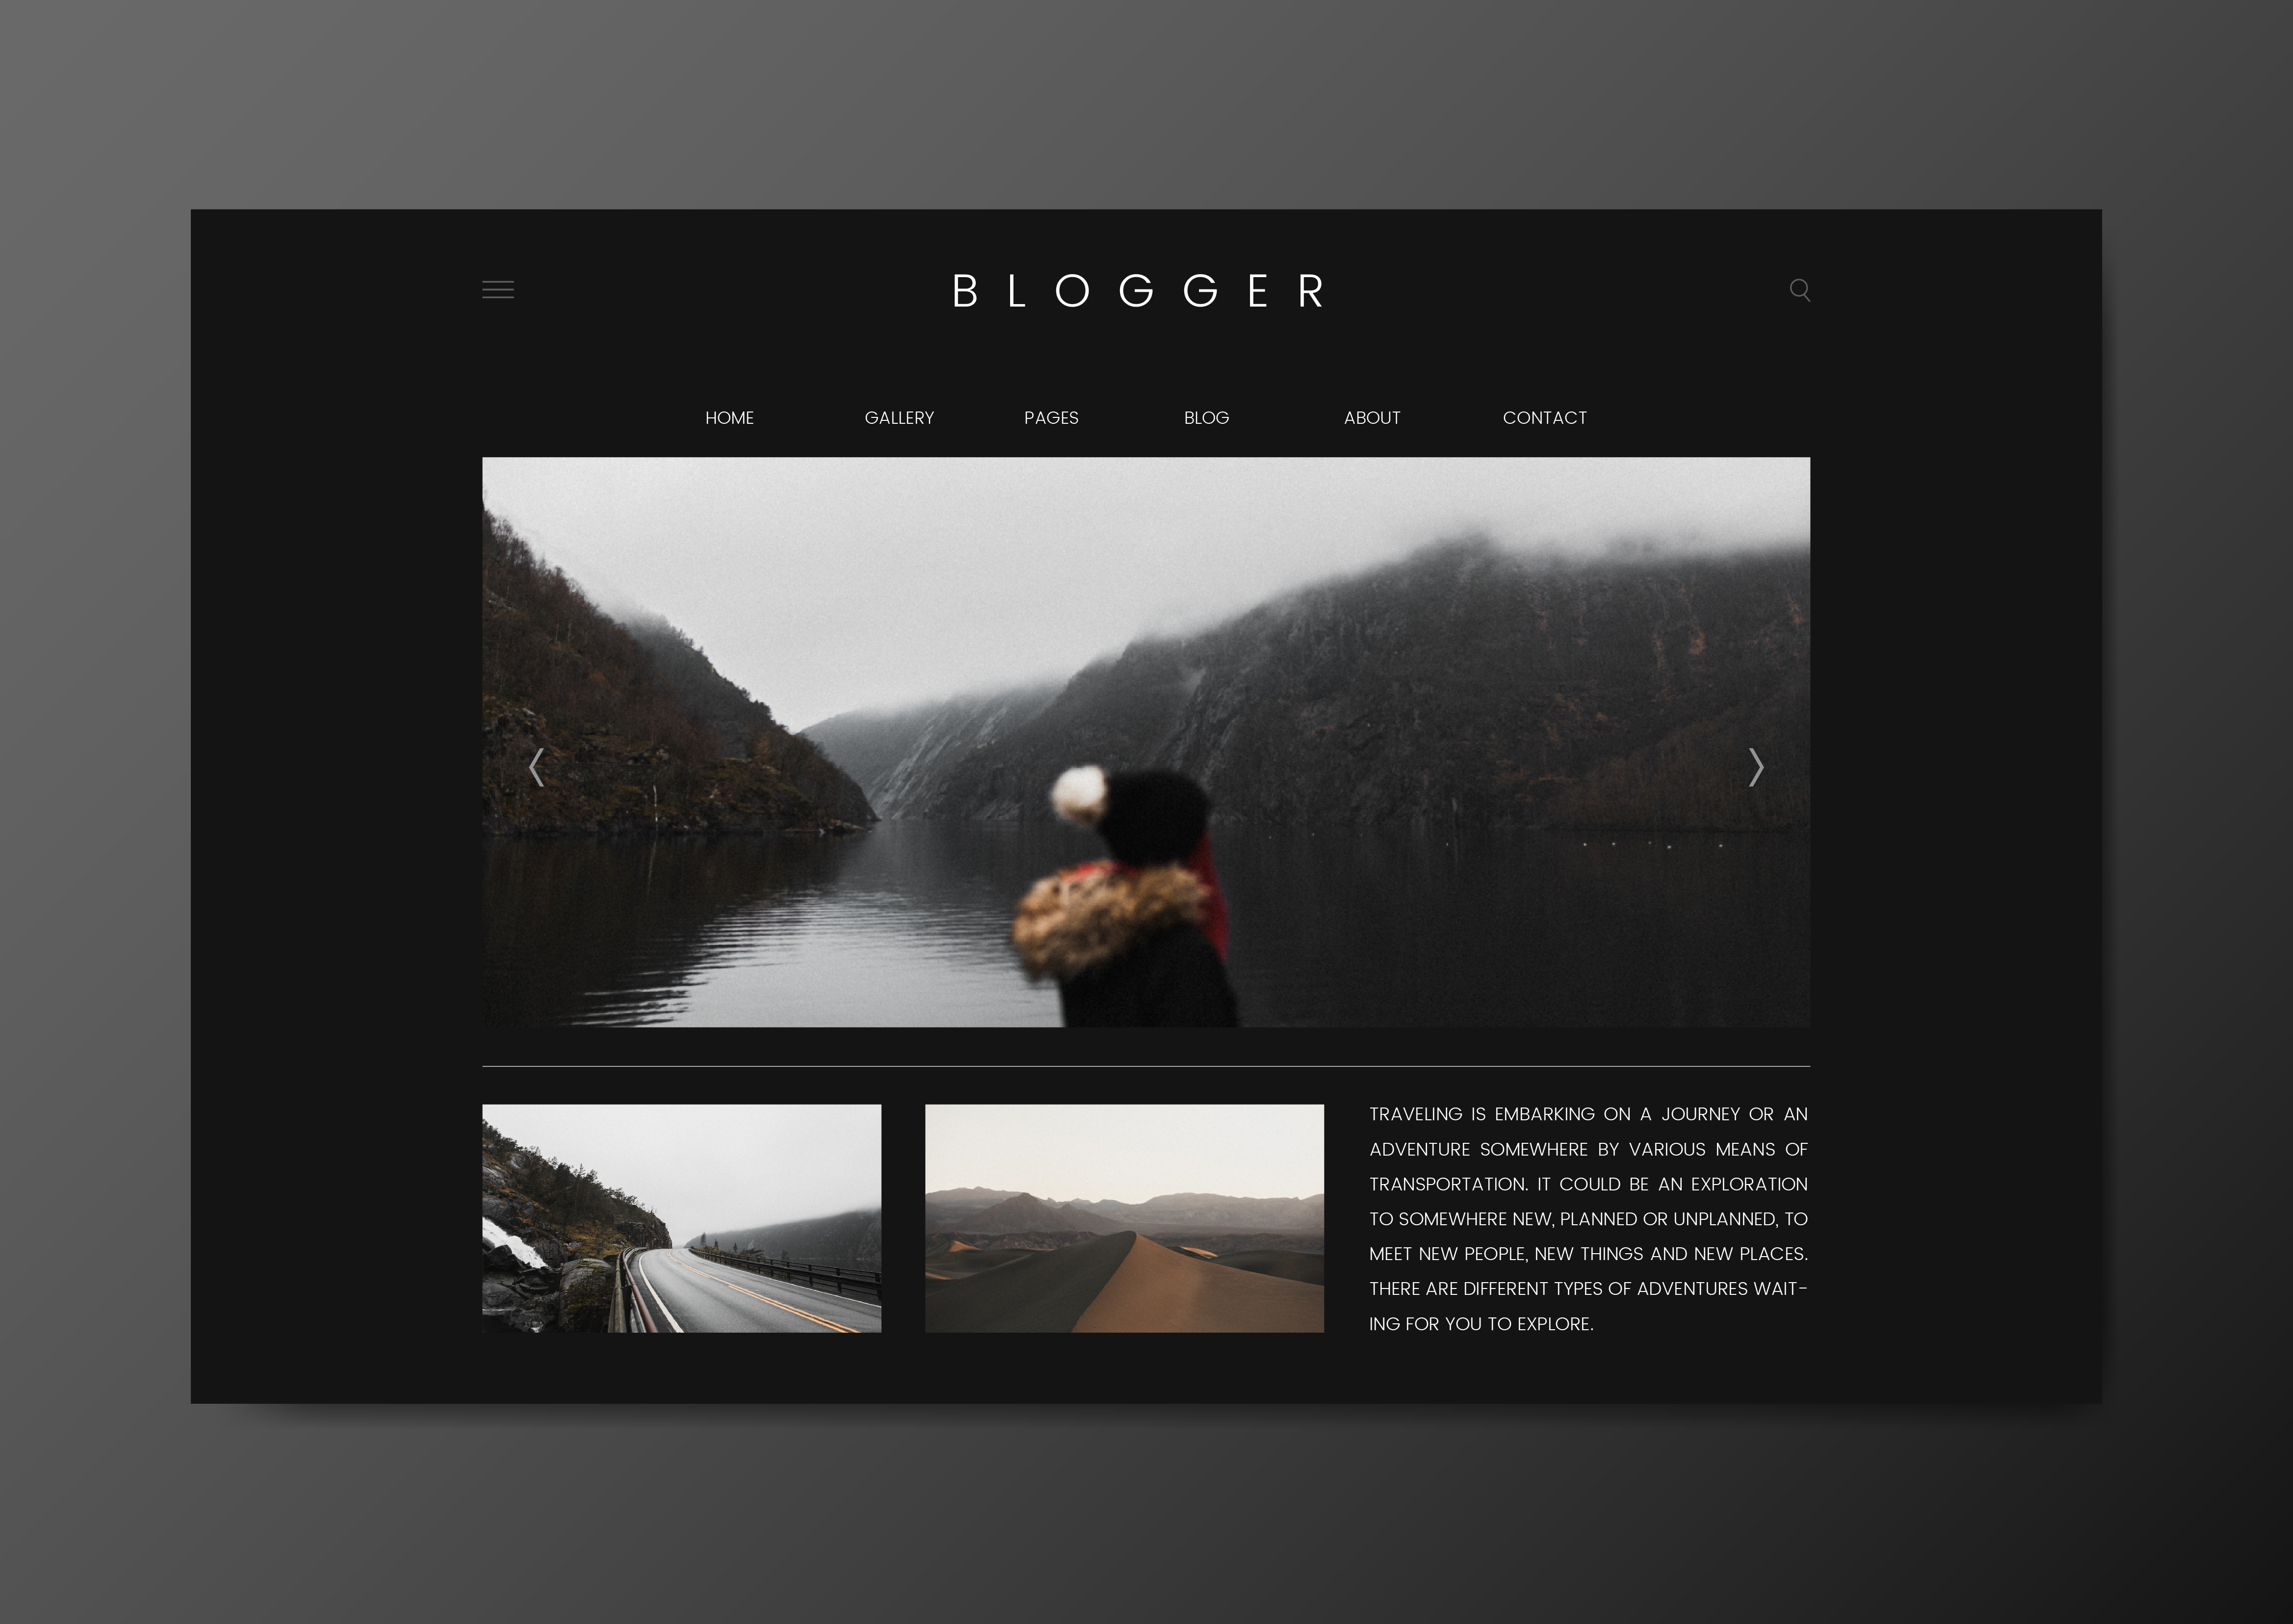 BLOGGER
HOME GALLERY PAGES BLOG ABOUT CONTACT
TRAVELING IS EMBARKING ON A JOURNEY OR AN
ADVENTURE SOMEWHERE BY VARIOUS MEANS OF
TRANSPORTATION. IT COULD BE AN EXPLORATION
TO SOMEWHERE NEW, PLANNED OR UNPLANNED, TO
MEET NEW PEOPLE, NEW THINGS AND NEW PLACES.
THERE ARE DIFFERENT TYPES OF ADVENTURES WAIT-
ING FOR YOU TO EXPLORE.